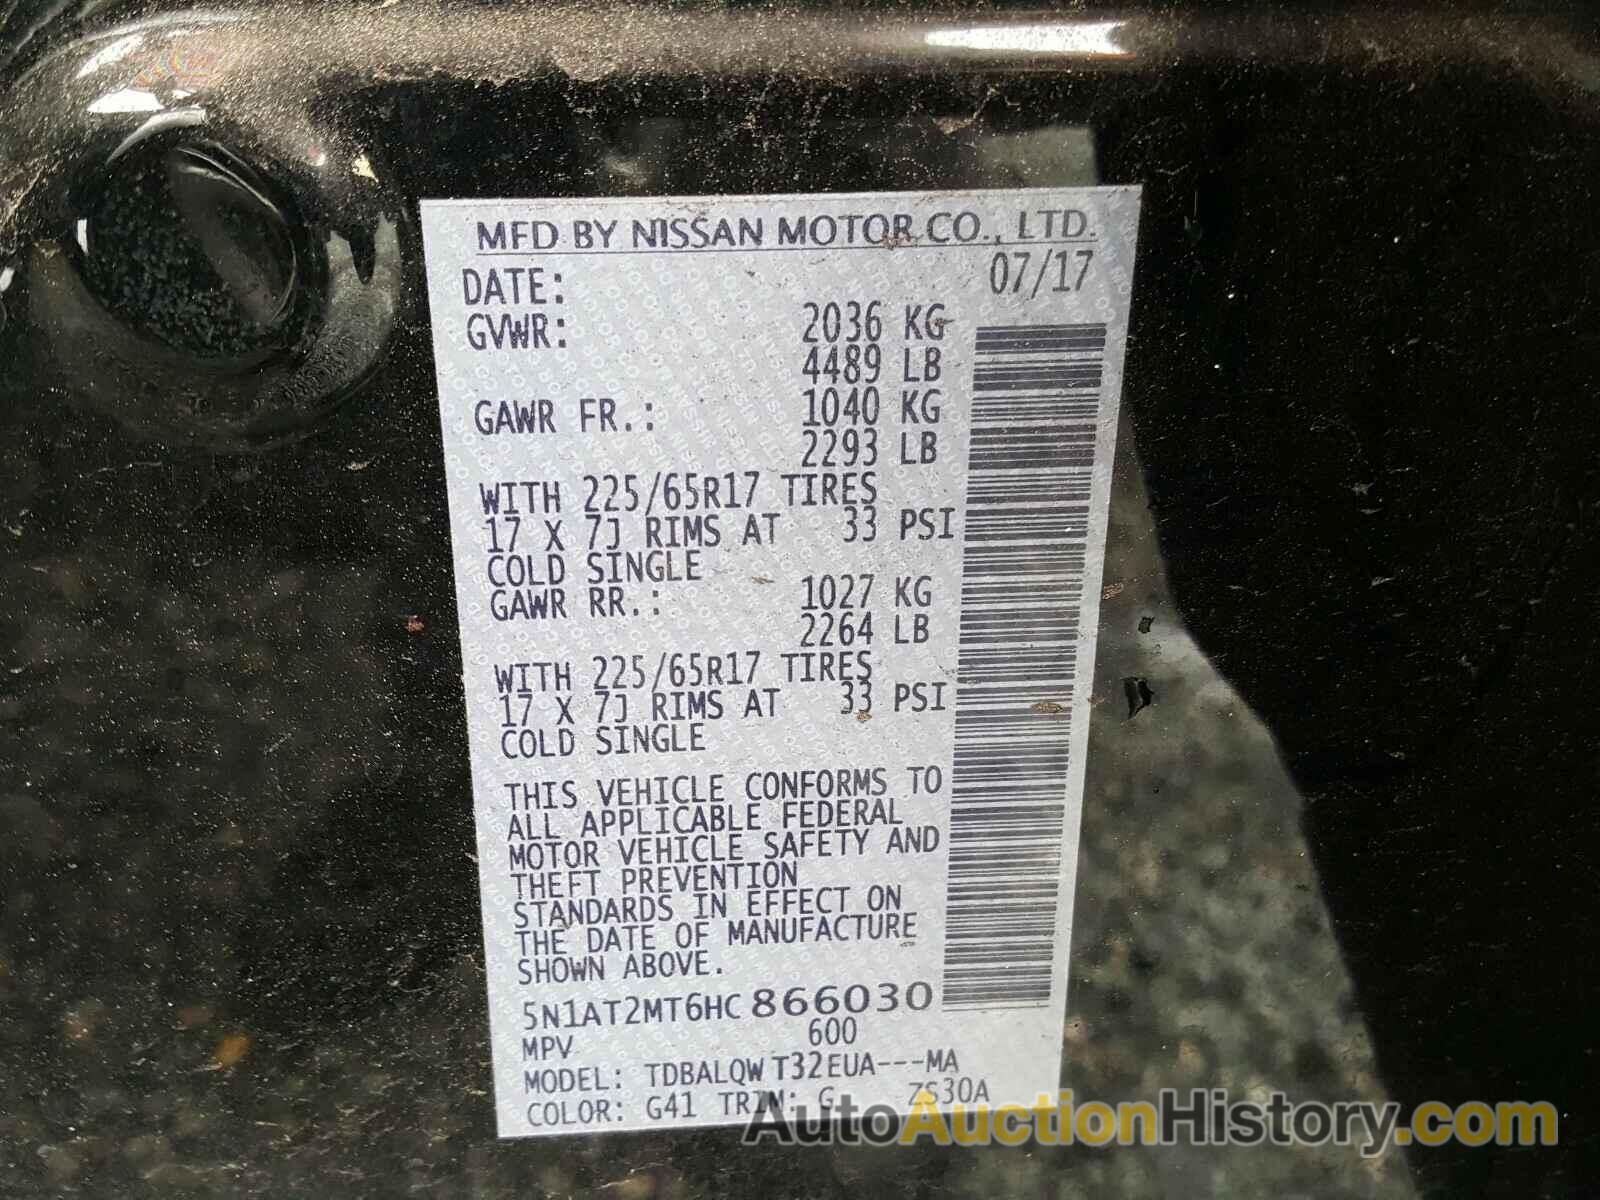 MFD BY NISSAN MOTOR CO., LTD.
DATE: 07/17
GVWR: 2036 KG
4489 LB
GAWR FR.: 1040 KG
2293 LB
WITH 225/65R17 TIRES
17 X 7J RIMS AT 33 PSI
COLD SINGLE
GAWR RR.: 1027 KG
2264 LB
WITH 225/65R17 TIRES
17 X 7J RIMS AT 33 PSI
COLD SINGLE
THIS VEHICLE CONFORMS TO
ALL APPLICABLE FEDERAL
MOTOR VEHICLE SAFETY AND
THEFT PREVENTION
STANDARDS IN EFFECT ON
THE DATE OF MANUFACTURE
SHOWN ABOVE.
5N1AT2MT6HC 866030
MPV 600
MODEL: TDBALQW T32EUA---MA
COLOR: G41 TRIM: G ZS30A
AutoAuctionHistory.com